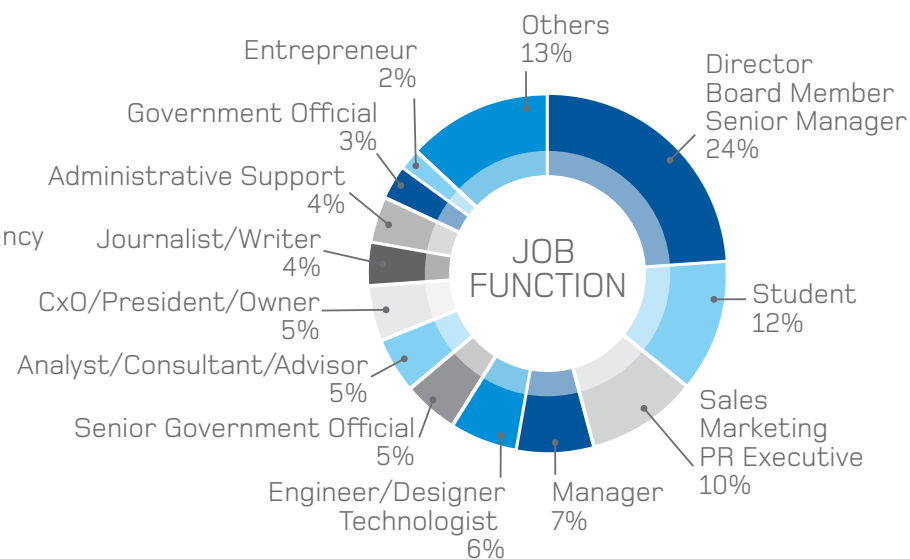 Others
13%
Director
Board Member
Senior Manager
24%
Student
12%
Sales
Marketing
PR Executive
10%
Manager
7%
Engineer/Designer
Technologist
6%
Senior Government Official
5%
Analyst/Consultant/Advisor
5%
CxO/President/Owner
5%
Journalist/Writer
4%
ncy
Administrative Support
4%
Government Official
3%
Entrepreneur
2%
JOB
FUNCTION